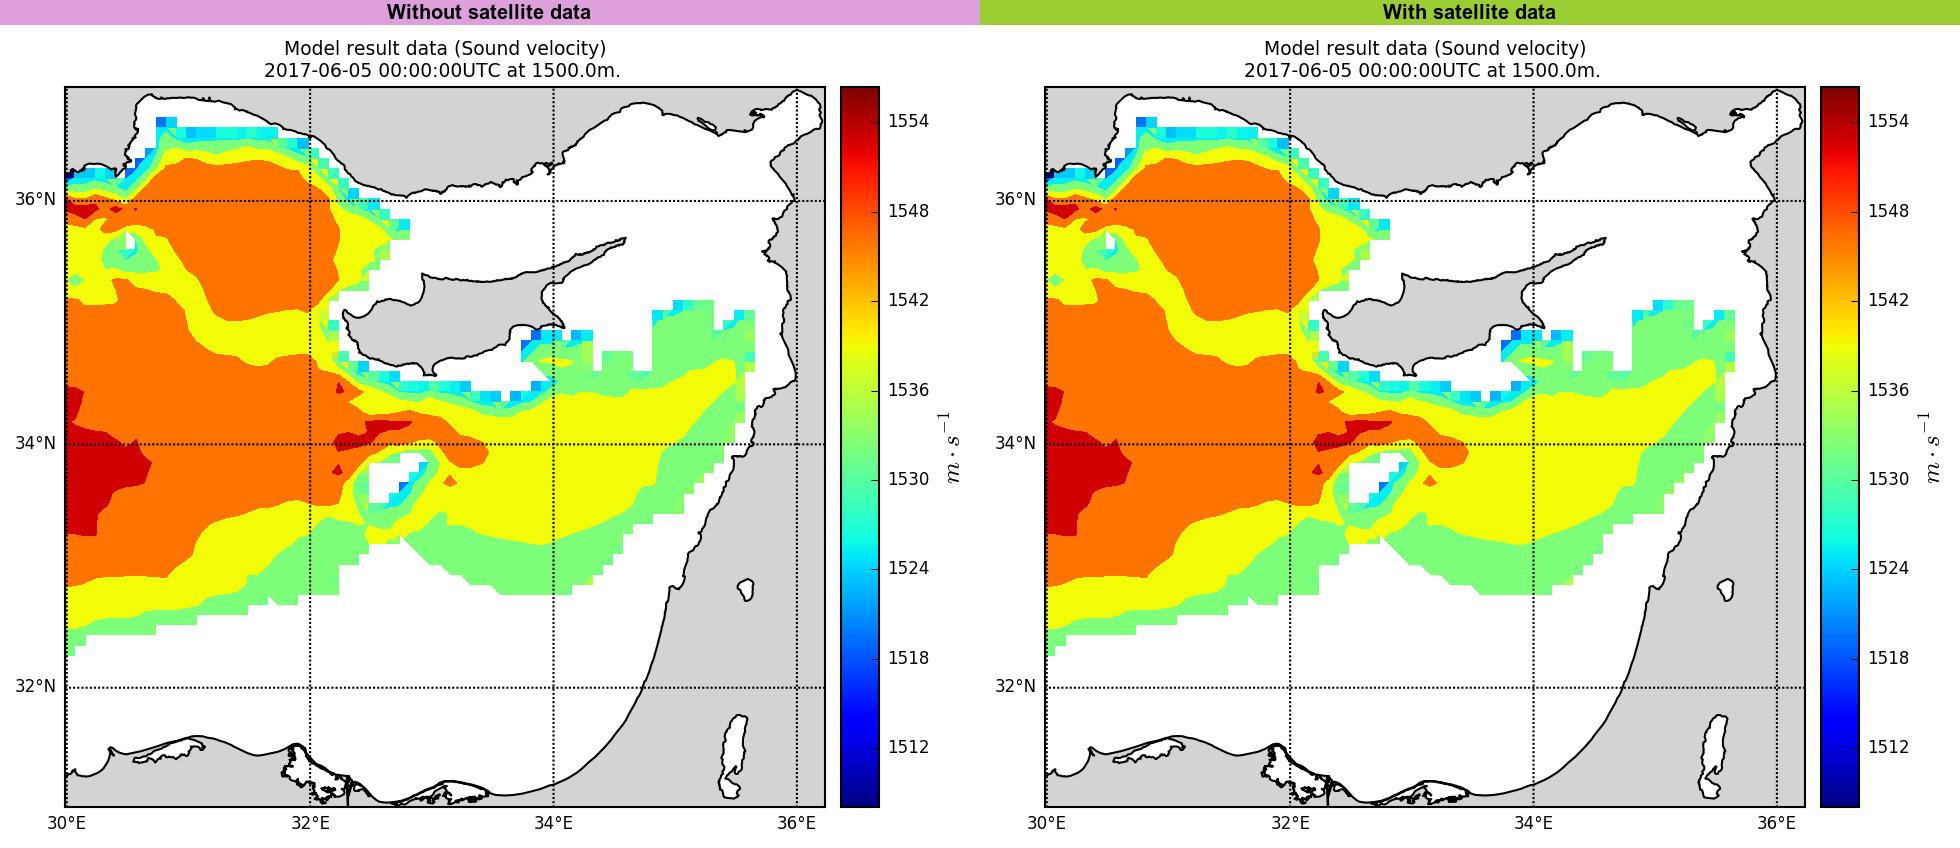 Without satellite data
Model result data (Sound velocity)
2017-06-05 00:00:00UTC at 1500.0m.
36°N
34°N
32°N
30°E 32°E 34°E 36°E
1554
1548
1542
1536
1530
1524
1518
1512
m · s⁻¹
With satellite data
Model result data (Sound velocity)
2017-06-05 00:00:00UTC at 1500.0m.
36°N
34°N
32°N
30°E 32°E 34°E 36°E
1554
1548
1542
1536
1530
1524
1518
1512
m · s⁻¹